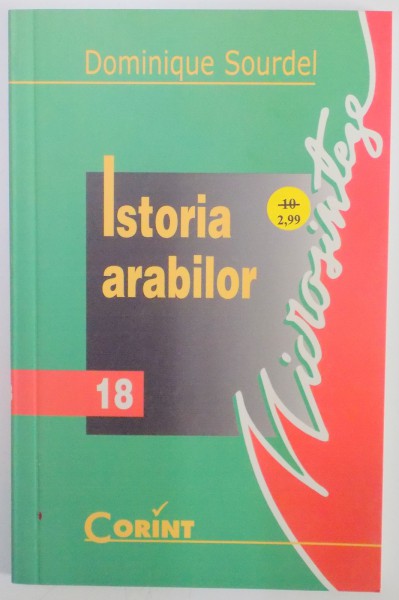 Dominique Sourdel
Istoria
arabilor
10
2,99
Microsinteze
18
CORINT